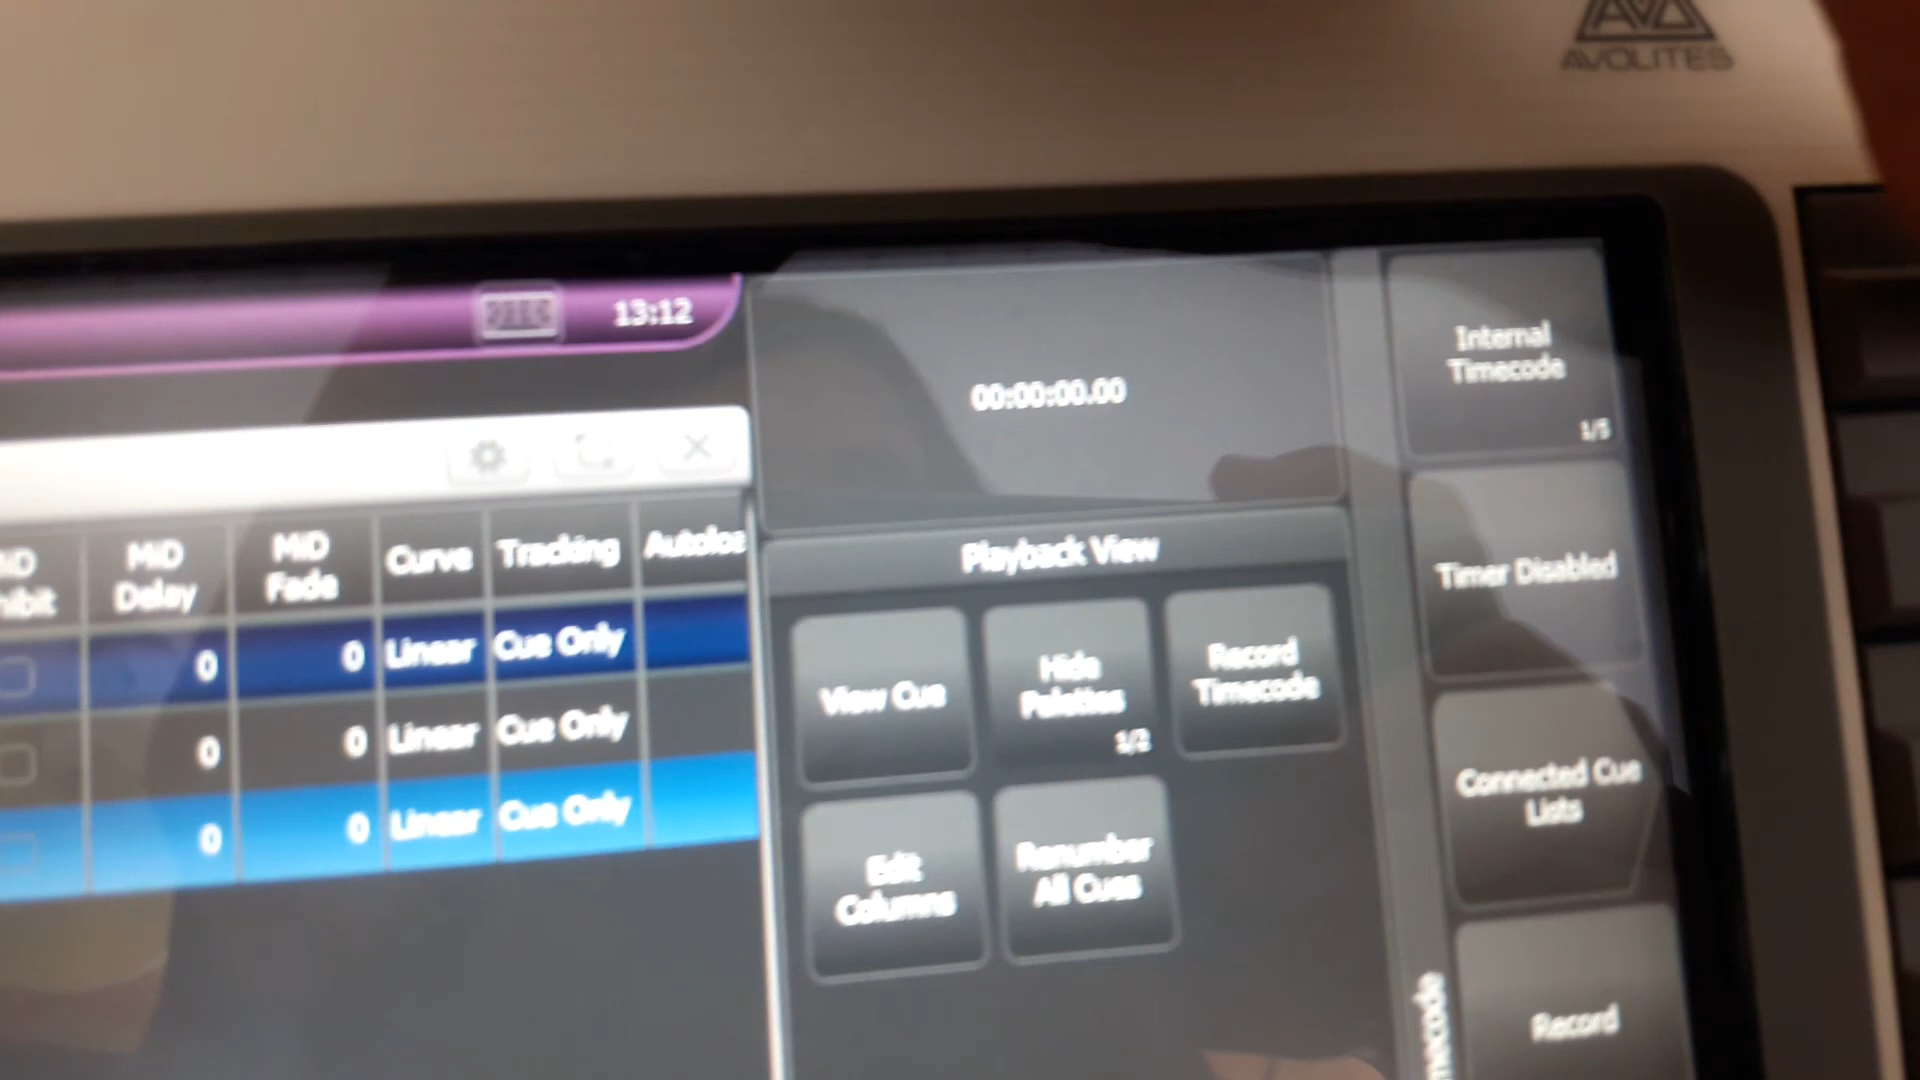 AVOLITES
13:12
00:00:00.00
Internal
Timecode
1/5
MiD
Delay
MiD
Fade
Curve
Tracking
Playback View
Timer Disabled
0
0
Linear
Cue Only
0
0
Linear
Cue Only
0
0
Linear
Cue Only
View Cue
Hide
Palettes
1/2
Record
Timecode
Connected Cue
Lists
Edit
Columns
Renumber
All Cues
Record